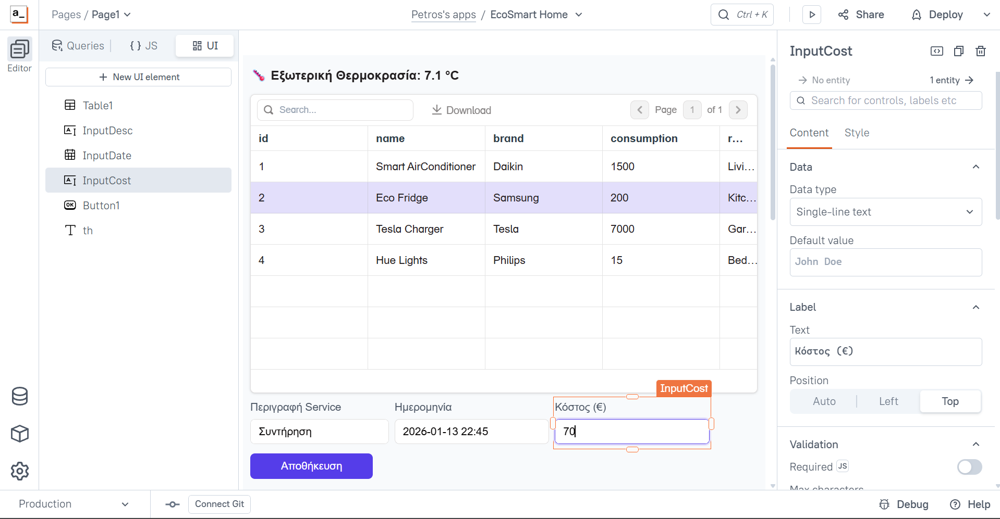 a_
Pages / Page1
Petros's apps / EcoSmart Home
Ctrl + K
Share
Deploy
Editor
Queries
{ } JS
UI
+ New UI element
Table1
InputDesc
InputDate
InputCost
Button1
th
Εξωτερική Θερμοκρασία: 7.1 °C
Search...
Download
Page 1 of 1
id name brand consumption r...
1 Smart AirConditioner Daikin 1500 Livi...
2 Eco Fridge Samsung 200 Kitc...
3 Tesla Charger Tesla 7000 Gar...
4 Hue Lights Philips 15 Bed...
InputCost
Περιγραφή Service
Ημερομηνία
Κόστος (€)
Συντήρηση
2026-01-13 22:45
70
Αποθήκευση
InputCost
No entity
1 entity
Search for controls, labels etc
Content
Style
Data
Data type
Single-line text
Default value
John Doe
Label
Text
Κόστος (€)
Position
Auto
Left
Top
Validation
Required JS
Max characters
Production
Connect Git
Debug
Help